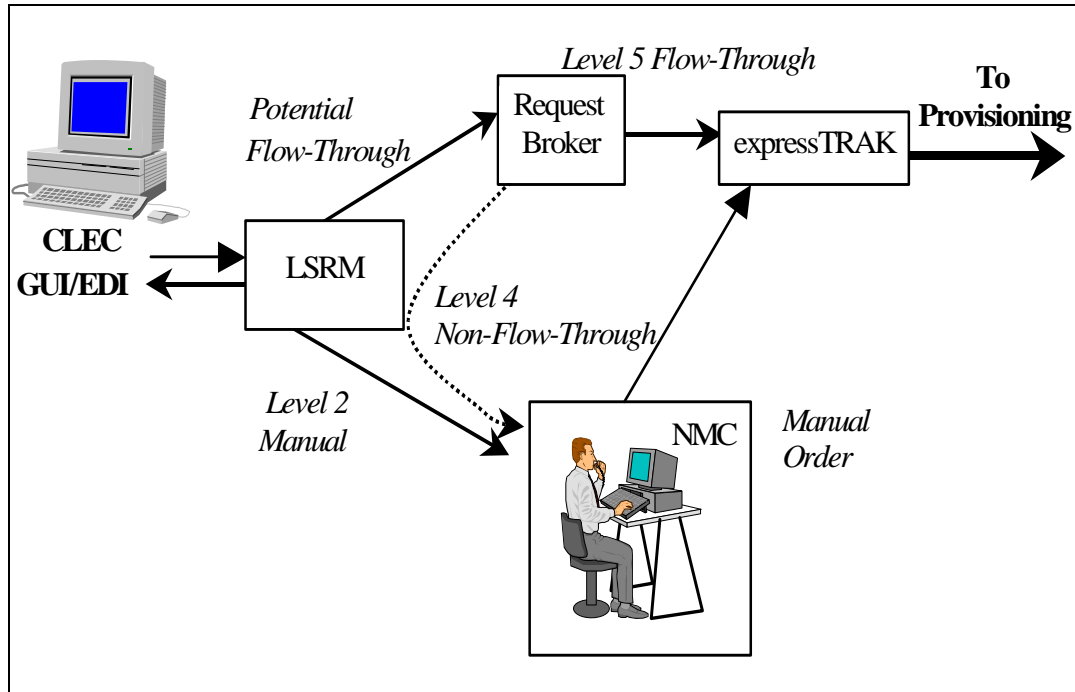 Level 5 Flow-Through
To
Provisioning
Potential
Flow-Through
Request
Broker
expressTRAK
CLEC
GUI/EDI
LSRM
Level 4
Non-Flow-Through
Level 2
Manual
NMC
Manual
Order